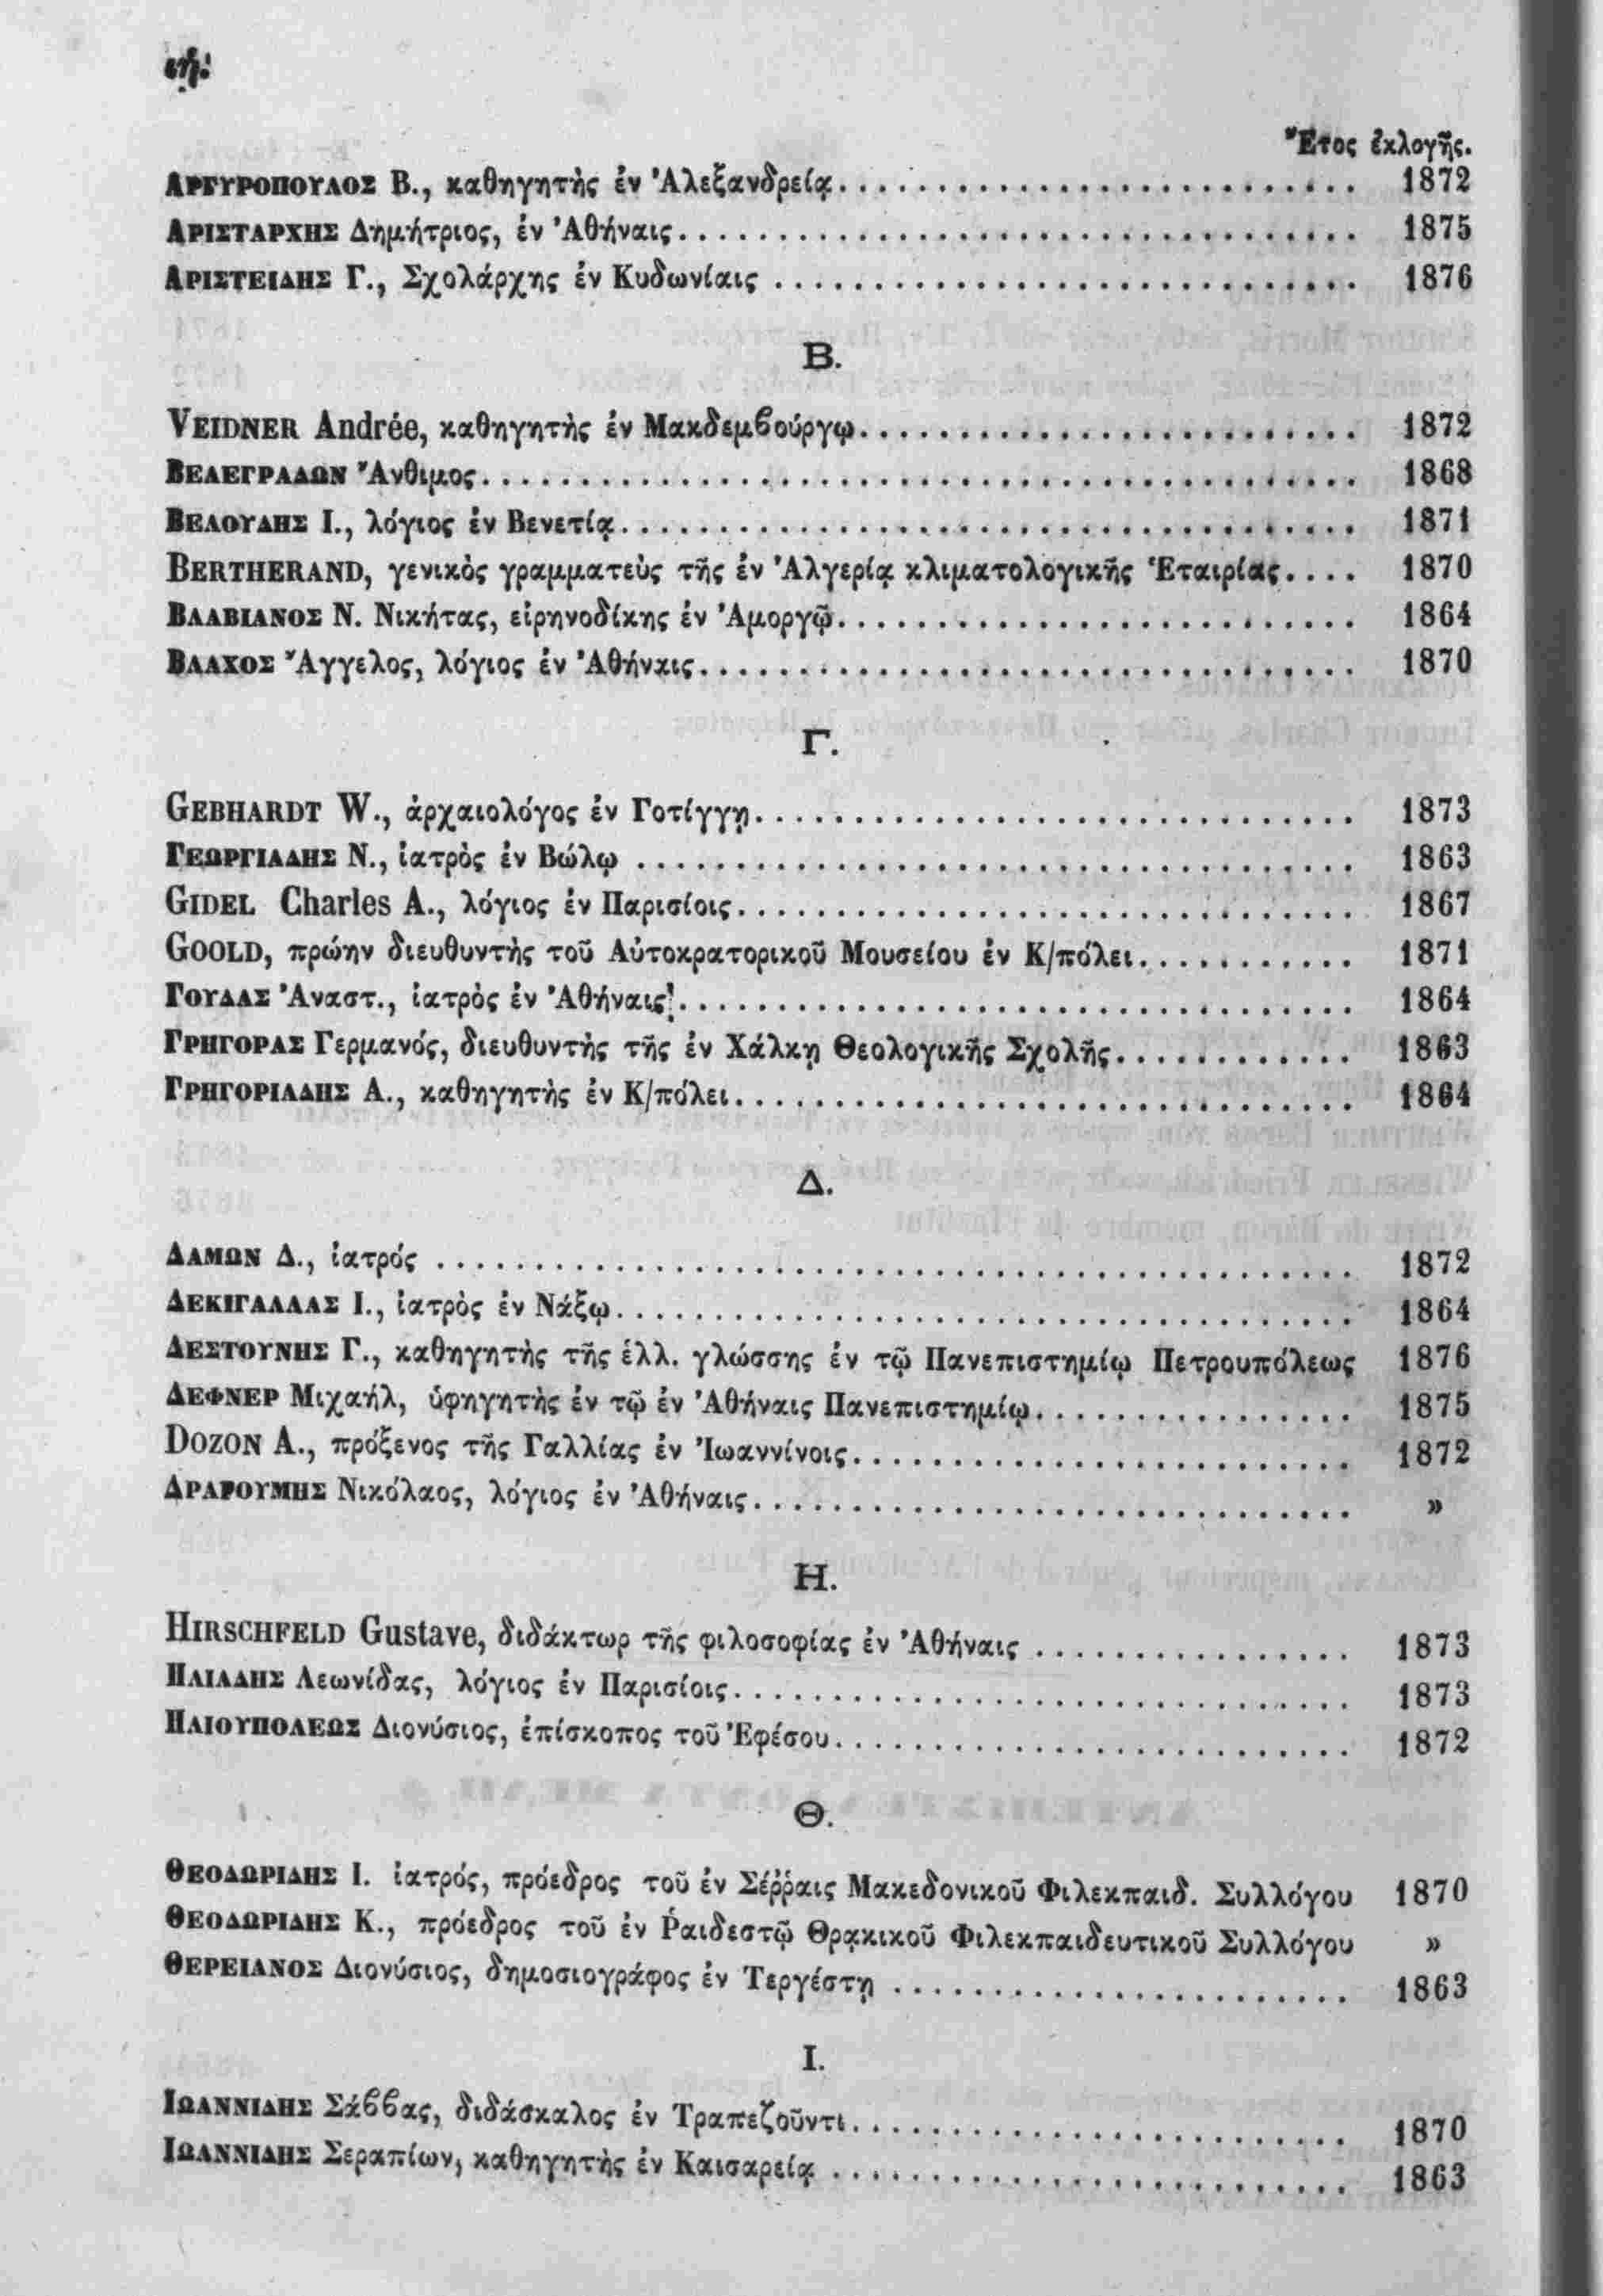 ιή.
Ἔτος ἐκλογῆς.
ΑΡΓΥΡΟΠΟΥΛΟΣ Β., καθηγητὴς ἐν Ἀλεξανδρείᾳ. . . . . . . . . . . . . . . . . . . . . . . . . . 1872
ΑΡΙΣΤΑΡΧΗΣ Δημήτριος, ἐν Ἀθήναις. . . . . . . . . . . . . . . . . . . . . . . . . . . . . . . . . . 1875
ΑΡΙΣΤΕΙΔΗΣ Γ., Σχολάρχης ἐν Κυδωνίαις . . . . . . . . . . . . . . . . . . . . . . . . . . . . . 1876
Β.
VEIDNER Andrée, καθηγητὴς ἐν Μακδεμϐούργῳ. . . . . . . . . . . . . . . . . . . . . . . . . 1872
ΒΕΛΕΓΡΑΔΩΝ Ἄνθιμος. . . . . . . . . . . . . . . . . . . . . . . . . . . . . . . . . . . . . . . . . . . . 1868
ΒΕΛΟΥΔΗΣ Ι., λόγιος ἐν Βενετίᾳ. . . . . . . . . . . . . . . . . . . . . . . . . . . . . . . . . . . . . 1871
BERTHERAND, γενικὸς γραμματεὺς τῆς ἐν Ἀλγερίᾳ κλιματολογικῆς Ἑταιρίας. . . . 1870
ΒΛΑΒΙΑΝΟΣ Ν. Νικήτας, εἰρηνοδίκης ἐν Ἀμοργῷ. . . . . . . . . . . . . . . . . . . . . . . . . . 1864
ΒΛΑΧΟΣ Ἄγγελος, λόγιος ἐν Ἀθήναις. . . . . . . . . . . . . . . . . . . . . . . . . . . . . . . . . 1870
Γ.
GEBHARDT W., ἀρχαιολόγος ἐν Γοτίγγῃ. . . . . . . . . . . . . . . . . . . . . . . . . . . . . . 1873
ΓΕΩΡΓΙΑΔΗΣ Ν., ἰατρὸς ἐν Βώλῳ . . . . . . . . . . . . . . . . . . . . . . . . . . . . . . . . . . . . 1863
GIDEL Charles A., λόγιος ἐν Παρισίοις. . . . . . . . . . . . . . . . . . . . . . . . . . . . . . . 1867
GOOLD, πρώην διευθυντὴς τοῦ Αὐτοκρατορικοῦ Μουσείου ἐν Κ/πόλει. . . . . . . . . . . 1871
ΓΟΥΔΑΣ Ἀναστ., ἰατρὸς ἐν Ἀθήναις. . . . . . . . . . . . . . . . . . . . . . . . . . . . . . . . . . 1864
ΓΡΗΓΟΡΑΣ Γερμανός, διευθυντὴς τῆς ἐν Χάλκῃ Θεολογικῆς Σχολῆς. . . . . . . . . . . . 1863
ΓΡΗΓΟΡΙΑΔΗΣ Α., καθηγητὴς ἐν Κ/πόλει. . . . . . . . . . . . . . . . . . . . . . . . . . . . . . . 1864
Δ.
ΔΑΜΩΝ Δ., ἰατρός . . . . . . . . . . . . . . . . . . . . . . . . . . . . . . . . . . . . . . . . . . . . . . 1872
ΔΕΚΙΓΑΛΛΑΣ Ι., ἰατρὸς ἐν Νάξῳ. . . . . . . . . . . . . . . . . . . . . . . . . . . . . . . . . . . . . 1864
ΔΕΣΤΟΥΝΗΣ Γ., καθηγητὴς τῆς ἑλλ. γλώσσης ἐν τῷ Πανεπιστημίῳ Πετρουπόλεως 1876
ΔΕΦΝΕΡ Μιχαήλ, ὑφηγητὴς ἐν τῷ ἐν Ἀθήναις Πανεπιστημίῳ. . . . . . . . . . . . . . . . 1875
DOZON A., πρόξενος τῆς Γαλλίας ἐν Ἰωαννίνοις. . . . . . . . . . . . . . . . . . . . . . . . . 1872
ΔΡΑΓΟΥΜΗΣ Νικόλαος, λόγιος ἐν Ἀθήναις. . . . . . . . . . . . . . . . . . . . . . . . . . . . . . »
Η.
HIRSCHFELD Gustave, διδάκτωρ τῆς φιλοσοφίας ἐν Ἀθήναις . . . . . . . . . . . . . . . . 1873
ΗΛΙΑΔΗΣ Λεωνίδας, λόγιος ἐν Παρισίοις. . . . . . . . . . . . . . . . . . . . . . . . . . . . . . . 1873
ΗΛΙΟΥΠΟΛΕΩΣ Διονύσιος, ἐπίσκοπος τοῦ Ἐφέσου. . . . . . . . . . . . . . . . . . . . . . . . . . 1872
Θ.
ΘΕΟΔΩΡΙΔΗΣ Ι. ἰατρός, πρόεδρος τοῦ ἐν Σέῤῥαις Μακεδονικοῦ Φιλεκπαιδ. Συλλόγου 1870
ΘΕΟΔΩΡΙΔΗΣ Κ., πρόεδρος τοῦ ἐν Ῥαιδεστῷ Θρᾳκικοῦ Φιλεκπαιδευτικοῦ Συλλόγου »
ΘΕΡΕΙΑΝΟΣ Διονύσιος, δημοσιογράφος ἐν Τεργέστῃ . . . . . . . . . . . . . . . . . . . . . . . 1863
Ι.
ΙΩΑΝΝΙΔΗΣ Σάϐϐας, διδάσκαλος ἐν Τραπεζοῦντι. . . . . . . . . . . . . . . . . . . . . . . . . 1870
ΙΩΑΝΝΙΔΗΣ Σεραπίων, καθηγητὴς ἐν Καισαρείᾳ . . . . . . . . . . . . . . . . . . . . . . . . . . 1863